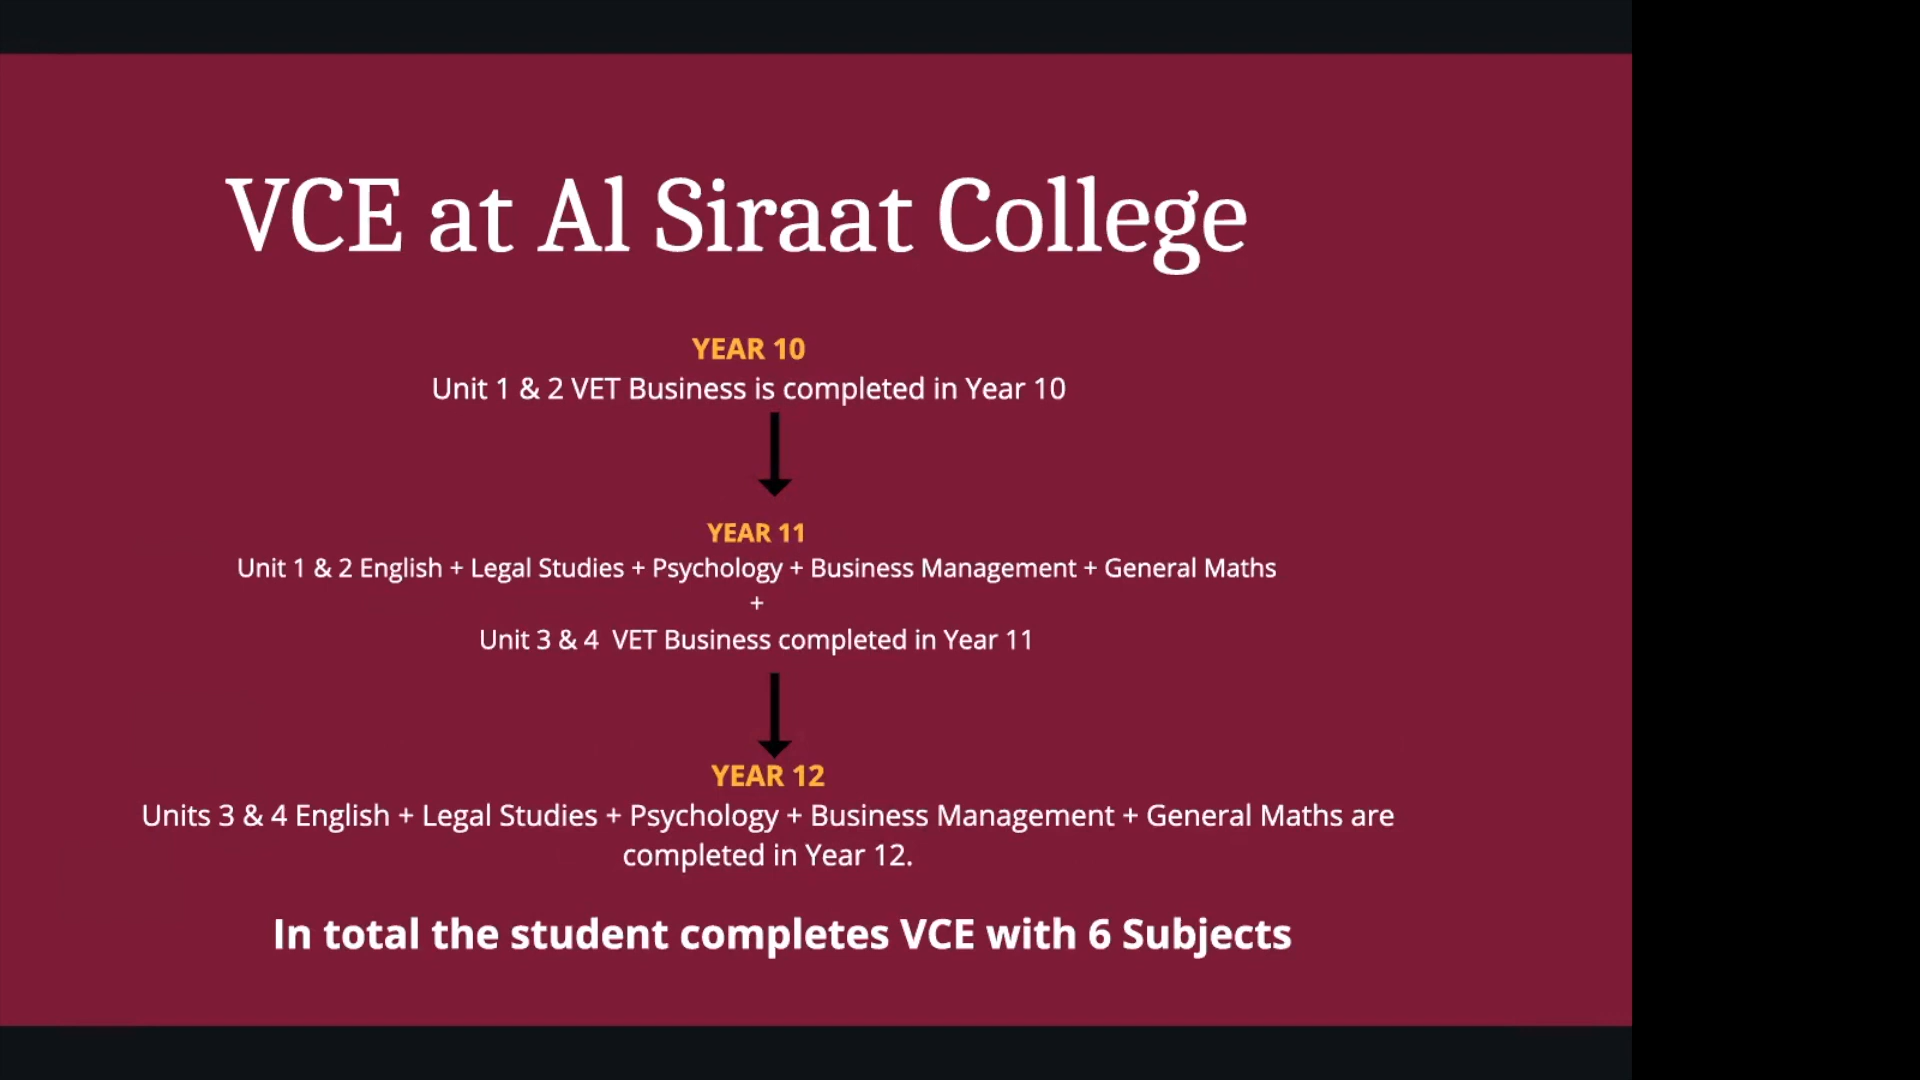 VCE at Al Siraat College
YEAR 10
Unit 1 & 2 VET Business is completed in Year 10
YEAR 11
Unit 1 & 2 English + Legal Studies + Psychology + Business Management + General Maths
+
Unit 3 & 4 VET Business completed in Year 11
YEAR 12
Units 3 & 4 English + Legal Studies + Psychology + Business Management + General Maths are
completed in Year 12.
In total the student completes VCE with 6 Subjects